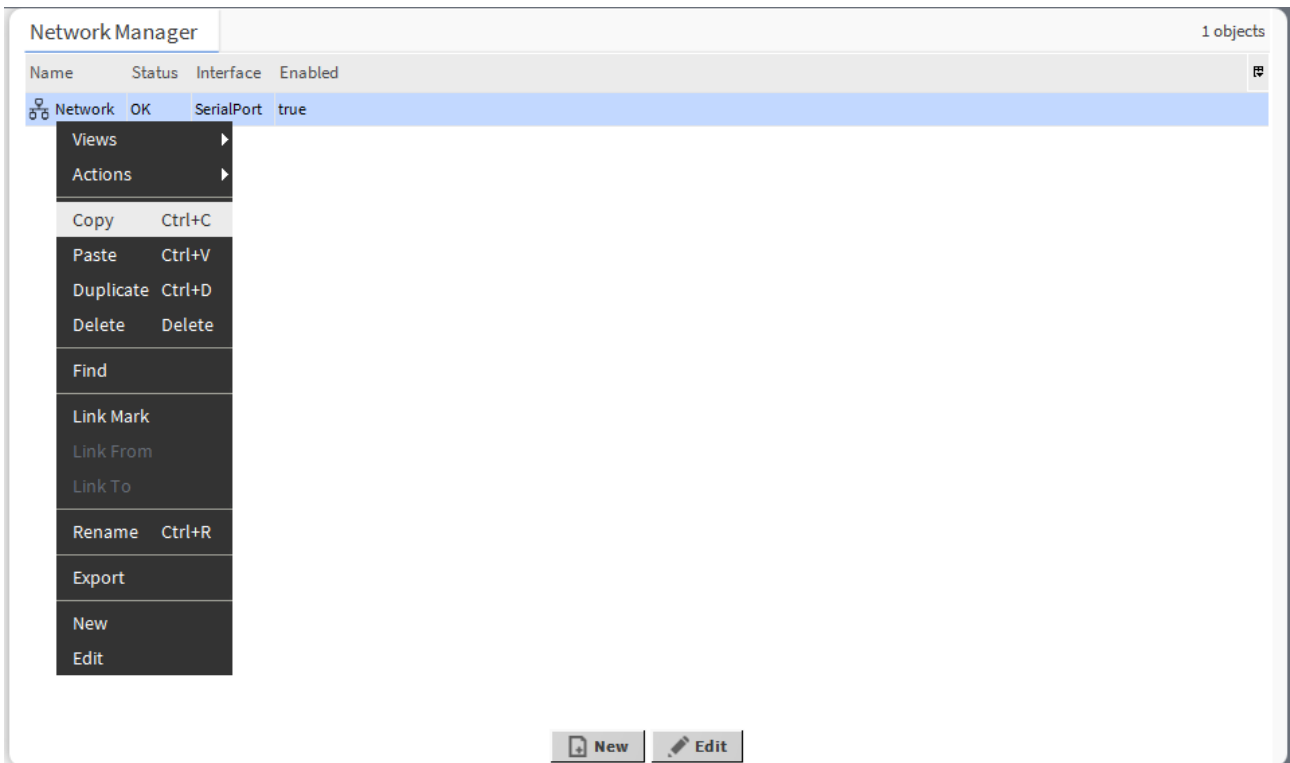 Network Manager 1 objects
Name Status Interface Enabled
Network OK SerialPort true
Views
Actions
Copy Ctrl+C
Paste Ctrl+V
Duplicate Ctrl+D
Delete Delete
Find
Link Mark
Link From
Link To
Rename Ctrl+R
Export
New
Edit
New Edit